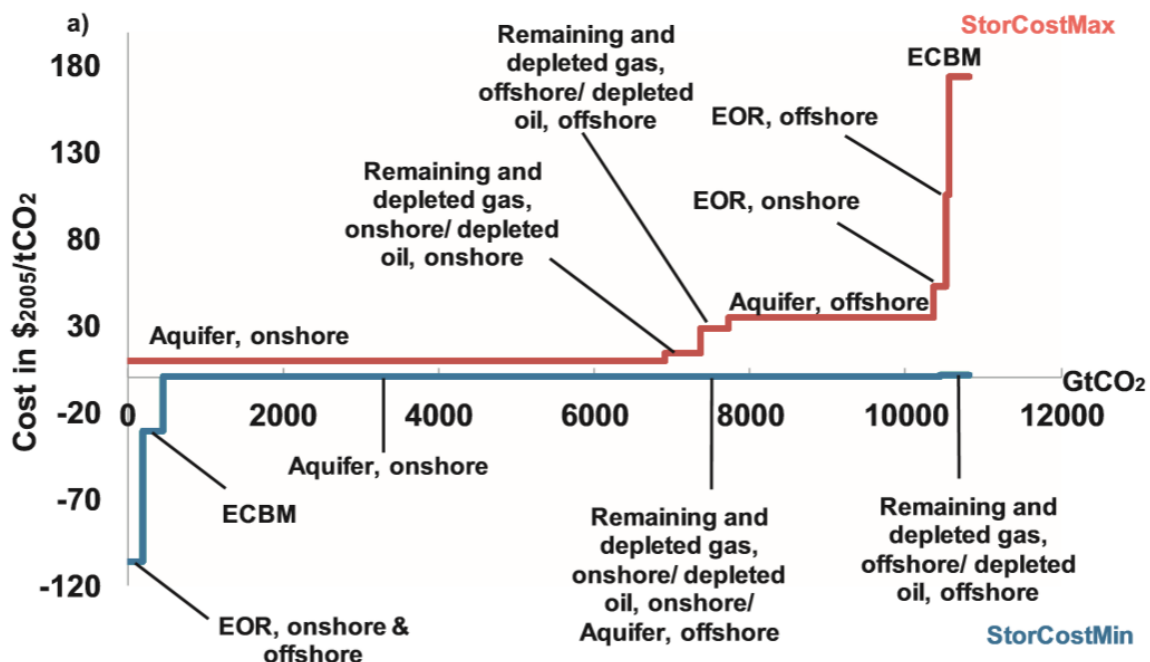 a)
StorCostMax
180
130
80
30
-20
-70
-120
Cost in $2005/tCO2
Remaining and
depleted gas,
offshore/ depleted
oil, offshore
ECBM
EOR, offshore
Remaining and
depleted gas,
onshore/ depleted
oil, onshore
EOR, onshore
Aquifer, onshore
Aquifer, offshore
GtCO2
0
2000
4000
6000
8000
10000
12000
Aquifer, onshore
ECBM
Remaining and
depleted gas,
onshore/ depleted
oil, onshore/
Aquifer, offshore
Remaining and
depleted gas,
offshore/ depleted
oil, offshore
EOR, onshore &
offshore
StorCostMin